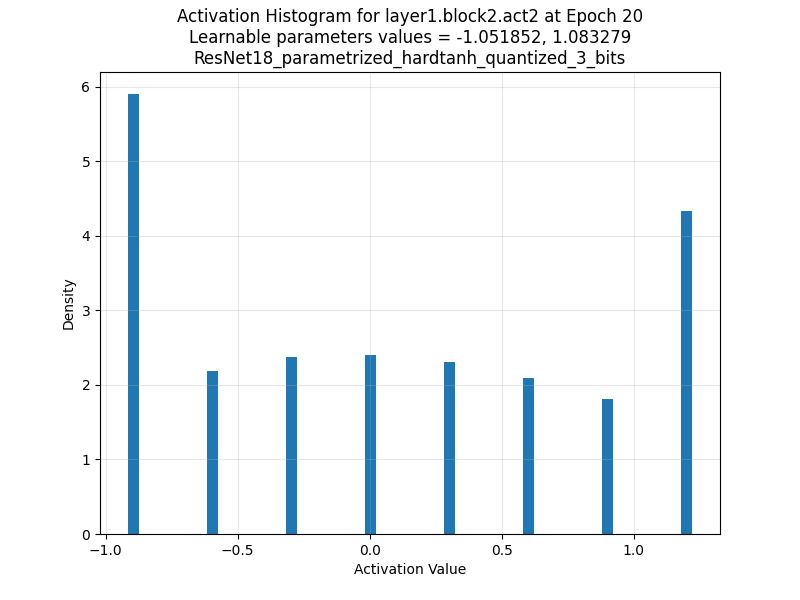 Activation Histogram for layer1.block2.act2 at Epoch 20
Learnable parameters values = -1.051852, 1.083279
ResNet18_parametrized_hardtanh_quantized_3_bits
6
5
4
3
2
1
0
Density
−1.0 −0.5 0.0 0.5 1.0
Activation Value